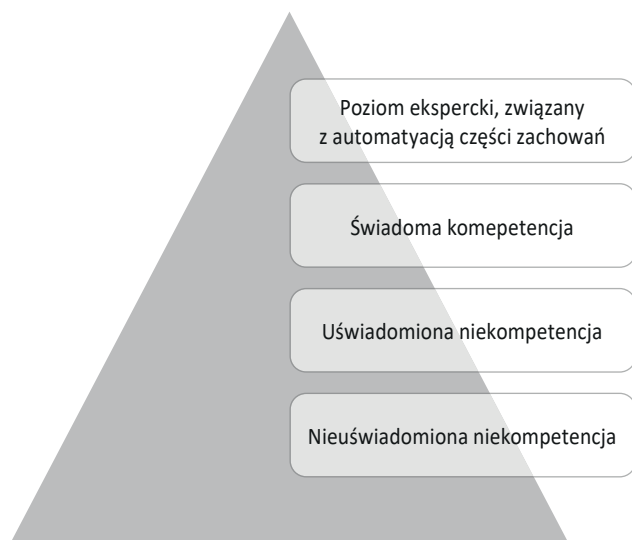 Poziom ekspercki, związany
z automatyacją części zachowań
Świadoma komepetencja
Uświadomiona niekompetencja
Nieuświadomiona niekompetencja